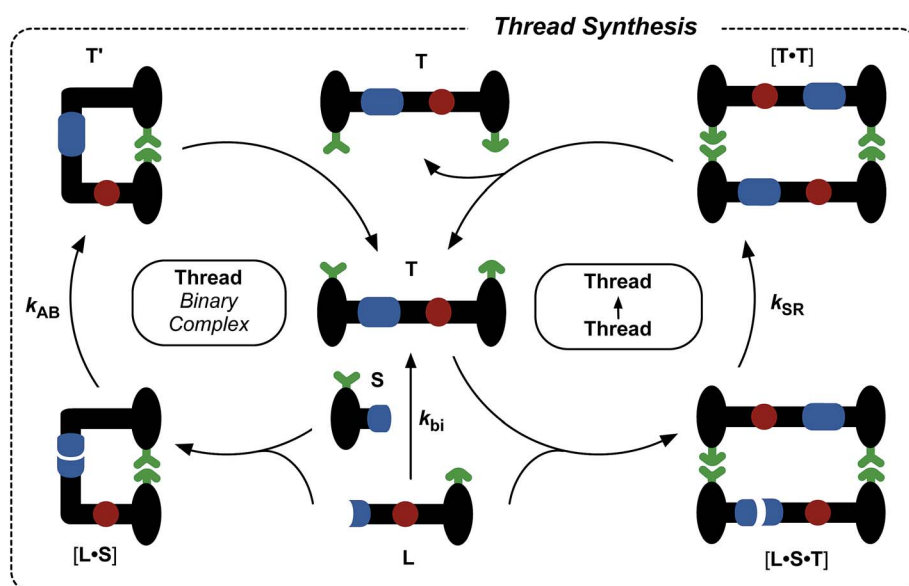 Thread Synthesis
T'
T
[T•T]
T
Thread
Binary
Complex
Thread
Thread
kAB
kSR
S
kbi
[L•S]
L
[L•S•T]